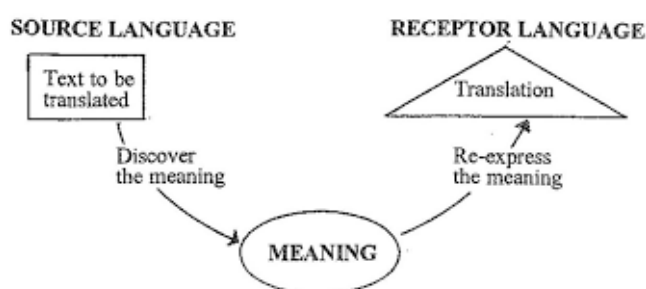 SOURCE LANGUAGE
RECEPTOR LANGUAGE
Text to be
translated
Translation
Discover
the meaning
Re-express
the meaning
MEANING